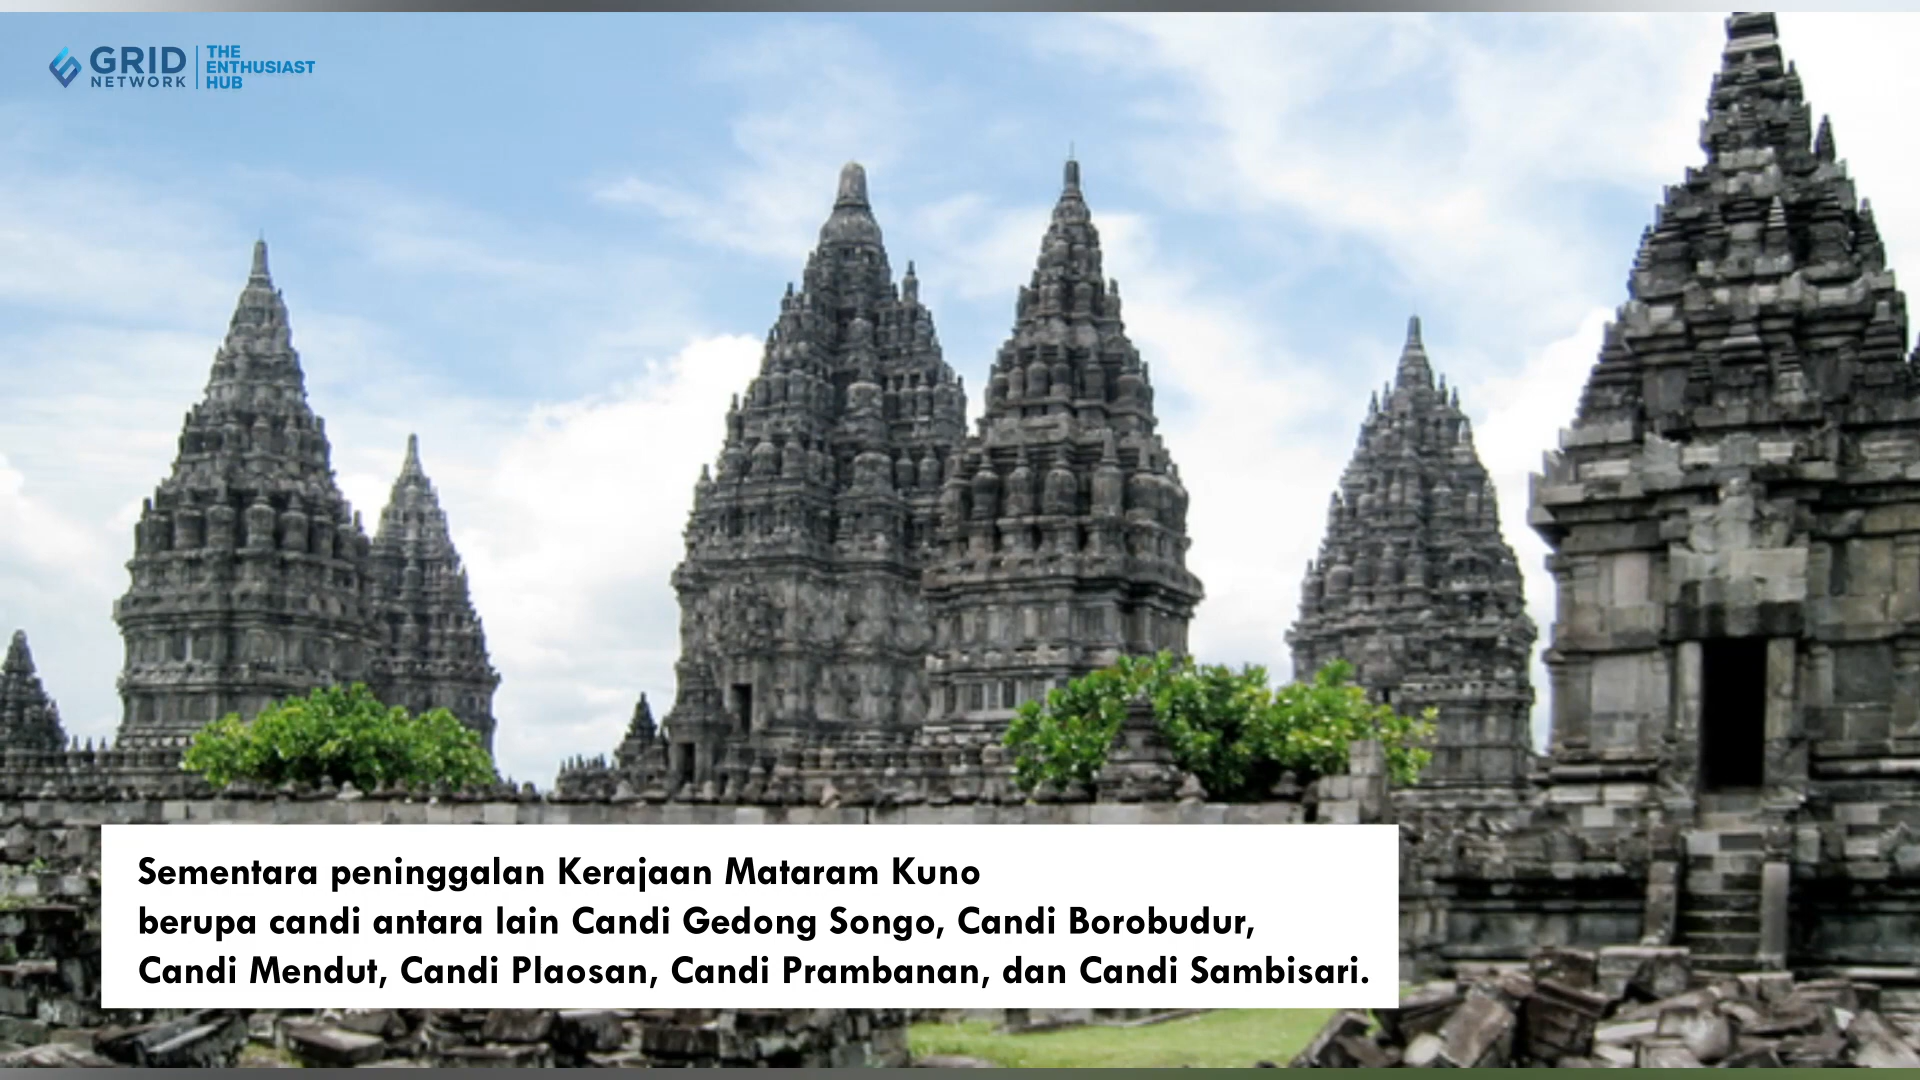 GRID
NETWORK
THE
ENTHUSIAST
HUB
Sementara peninggalan Kerajaan Mataram Kuno
berupa candi antara lain Candi Gedong Songo, Candi Borobudur,
Candi Mendut, Candi Plaosan, Candi Prambanan, dan Candi Sambisari.